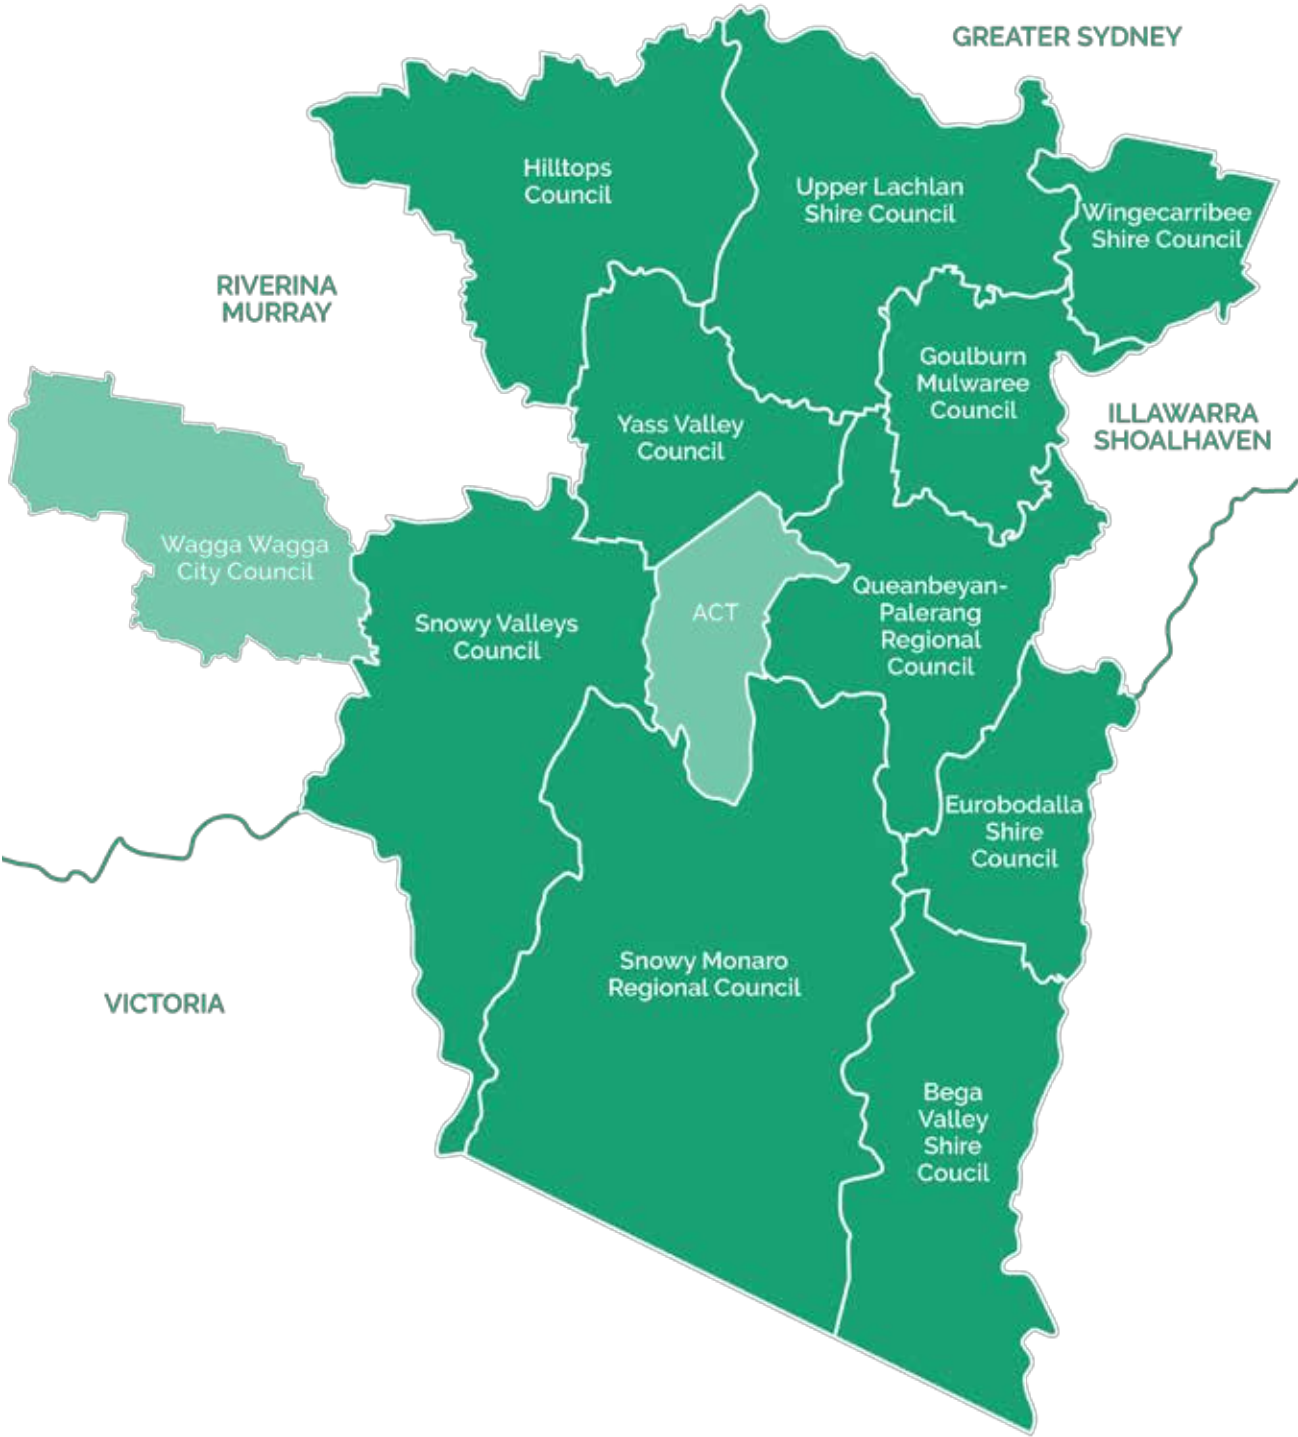 GREATER SYDNEY
Hilltops
Council
Upper Lachlan
Shire Council
Wingecarribee
Shire Council
RIVERINA
MURRAY
Goulburn
Mulwaree
Council
ILLAWARRA
SHOALHAVEN
Yass Valley
Council
Wagga Wagga
City Council
Snowy Valleys
Council
ACT
Queanbeyan-
Palerang
Regional
Council
Eurobodalla
Shire
Council
Snowy Monaro
Regional Council
VICTORIA
Bega
Valley
Shire
Coucil